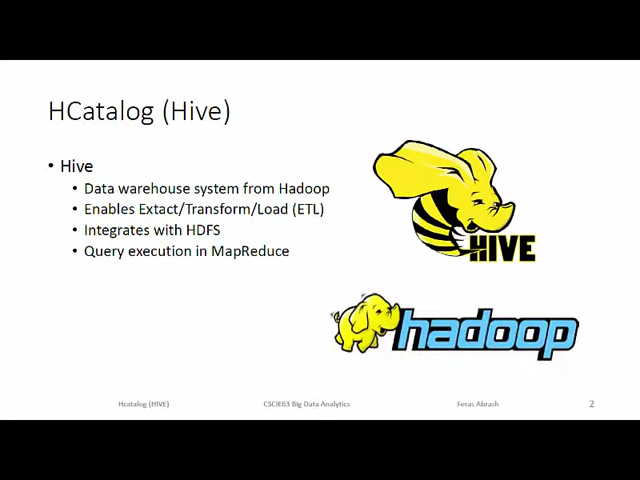 HCatalog (Hive)
• Hive
• Data warehouse system from Hadoop
• Enables Extact/Transform/Load (ETL)
• Integrates with HDFS
• Query execution in MapReduce
HIVE
hadoop
Hcatalog (HIVE) CSCIE63 Big Data Analytics Feras Abrash 2